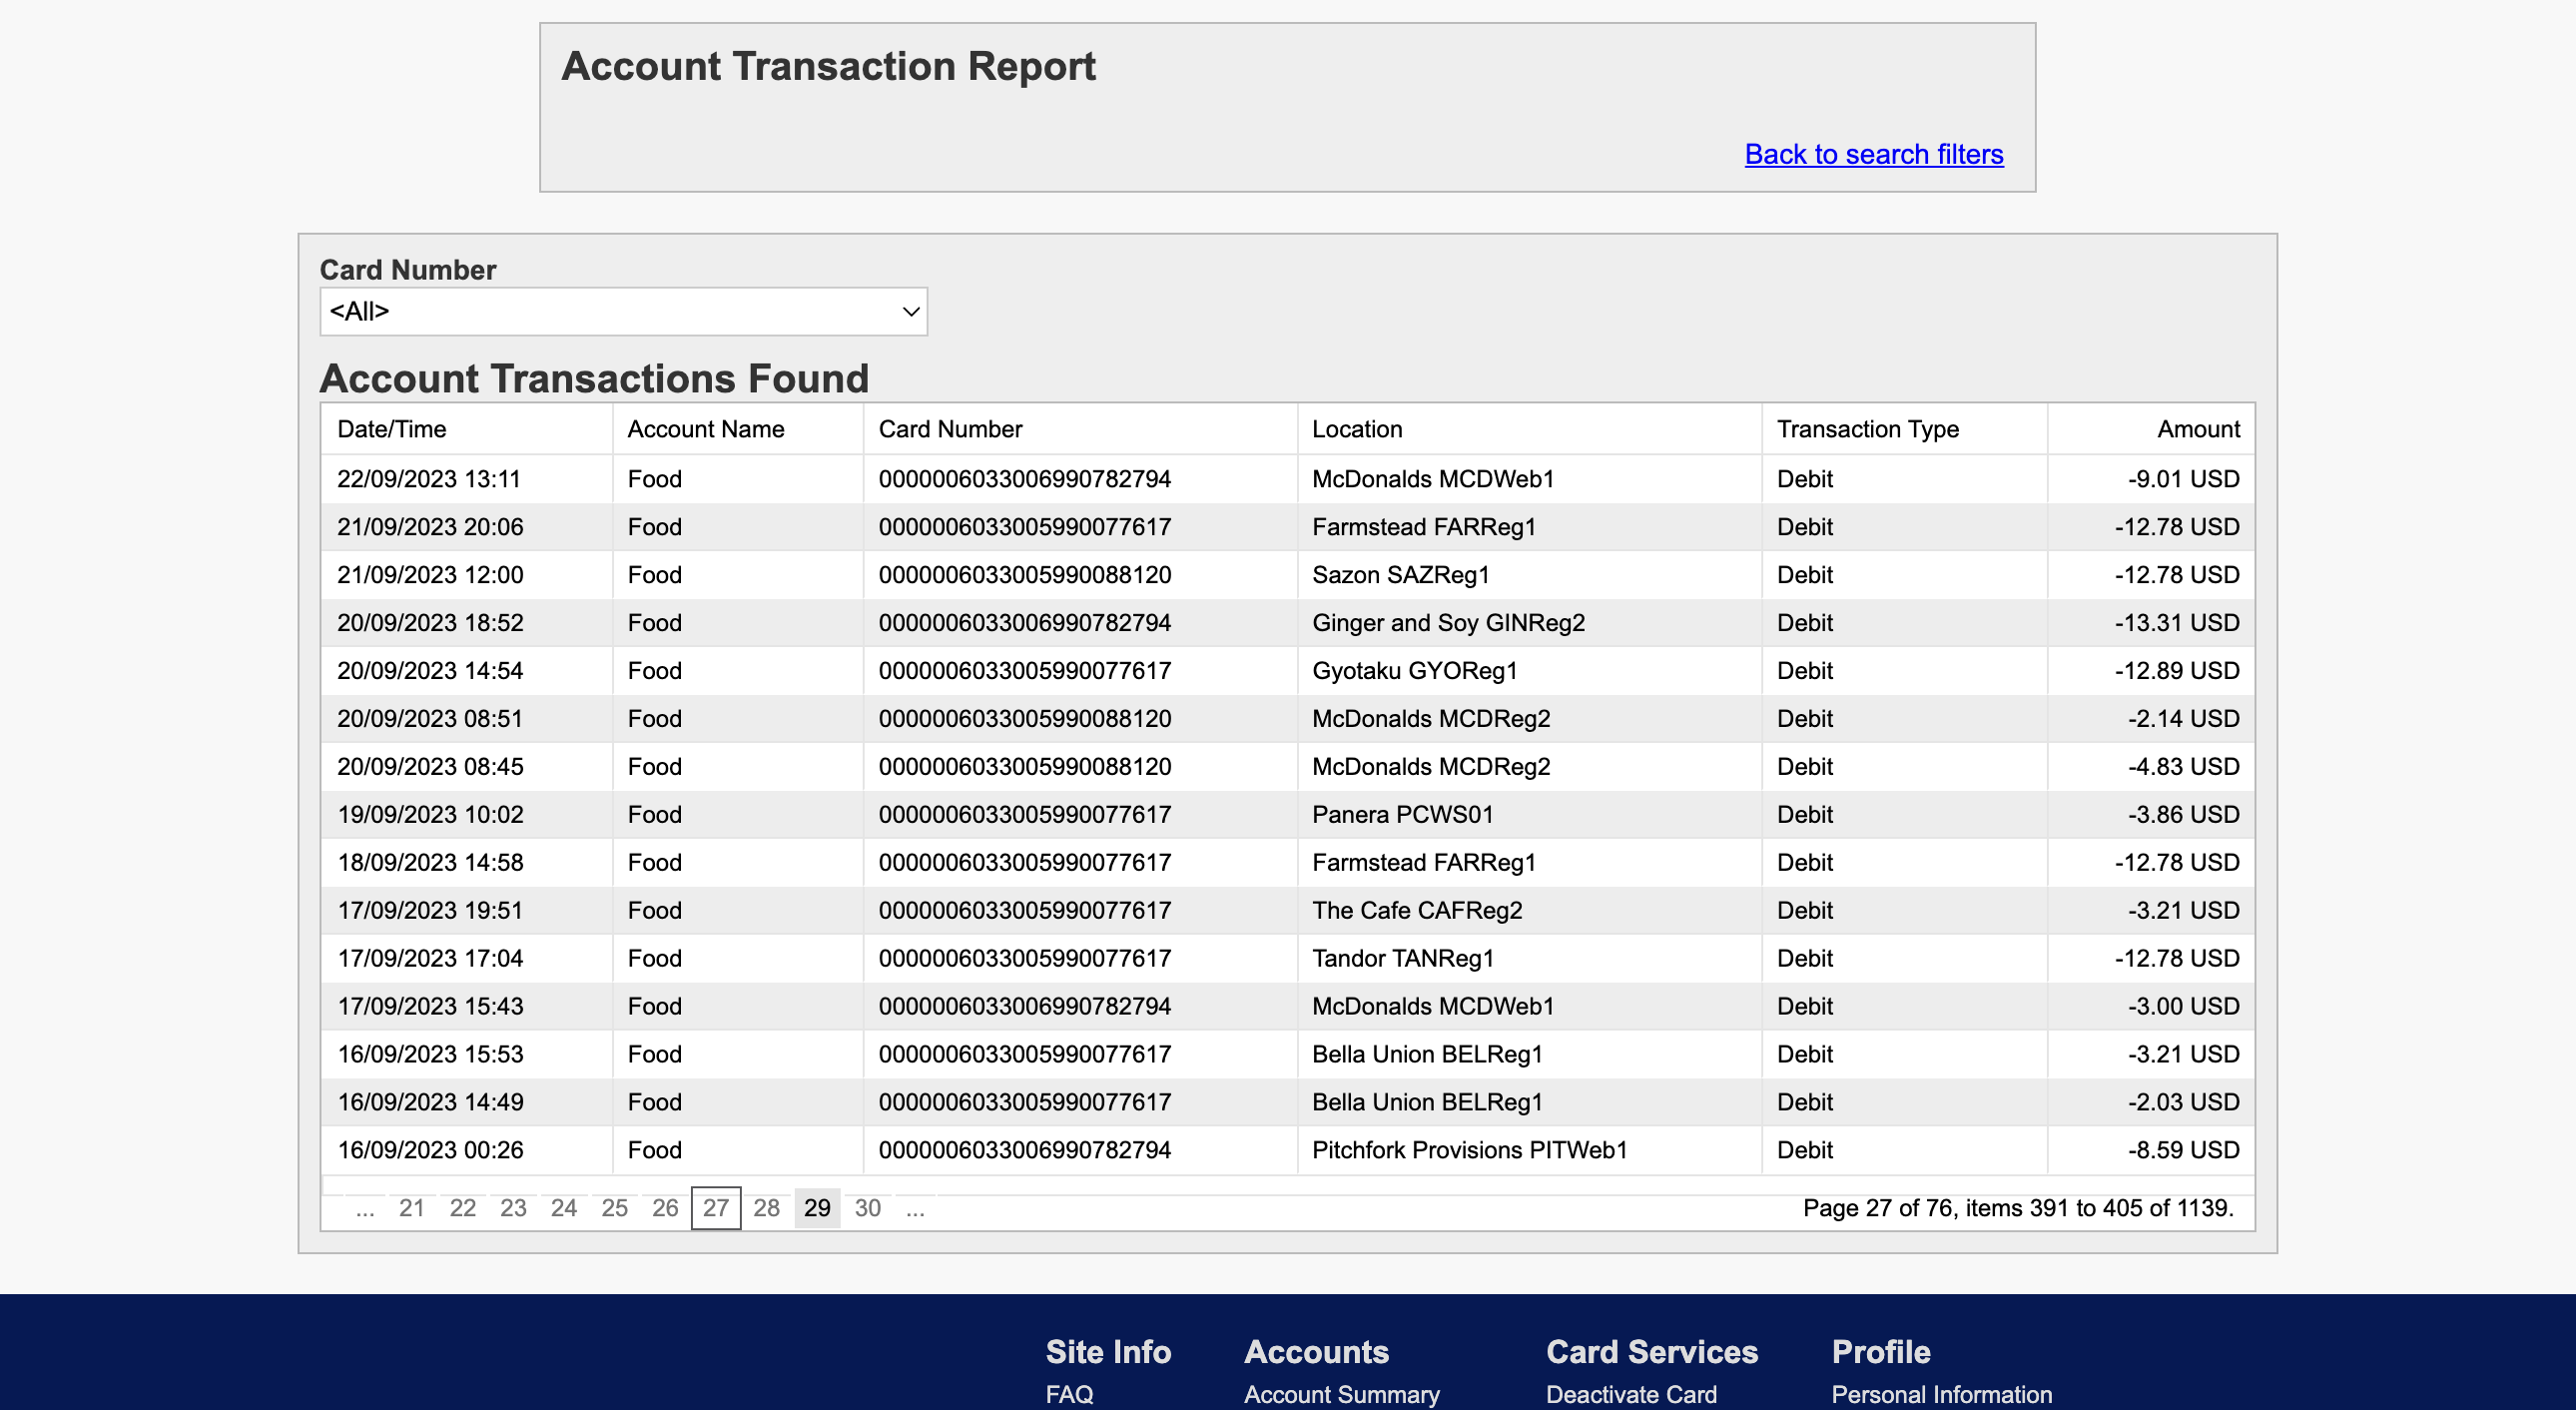 Account Transaction Report
Back to search filters
Card Number
<All>
Account Transactions Found
Date/Time Account Name Card Number Location Transaction Type Amount
22/09/2023 13:11 Food 0000006033006990782794 McDonalds MCDWeb1 Debit -9.01 USD
21/09/2023 20:06 Food 0000006033005990077617 Farmstead FARReg1 Debit -12.78 USD
21/09/2023 12:00 Food 0000006033005990088120 Sazon SAZReg1 Debit -12.78 USD
20/09/2023 18:52 Food 0000006033006990782794 Ginger and Soy GINReg2 Debit -13.31 USD
20/09/2023 14:54 Food 0000006033005990077617 Gyotaku GYOReg1 Debit -12.89 USD
20/09/2023 08:51 Food 0000006033005990088120 McDonalds MCDReg2 Debit -2.14 USD
20/09/2023 08:45 Food 0000006033005990088120 McDonalds MCDReg2 Debit -4.83 USD
19/09/2023 10:02 Food 0000006033005990077617 Panera PCWS01 Debit -3.86 USD
18/09/2023 14:58 Food 0000006033005990077617 Farmstead FARReg1 Debit -12.78 USD
17/09/2023 19:51 Food 0000006033005990077617 The Cafe CAFReg2 Debit -3.21 USD
17/09/2023 17:04 Food 0000006033005990077617 Tandor TANReg1 Debit -12.78 USD
17/09/2023 15:43 Food 0000006033006990782794 McDonalds MCDWeb1 Debit -3.00 USD
16/09/2023 15:53 Food 0000006033005990077617 Bella Union BELReg1 Debit -3.21 USD
16/09/2023 14:49 Food 0000006033005990077617 Bella Union BELReg1 Debit -2.03 USD
16/09/2023 00:26 Food 0000006033006990782794 Pitchfork Provisions PITWeb1 Debit -8.59 USD
... 21 22 23 24 25 26 27 28 29 30 ... Page 27 of 76, items 391 to 405 of 1139.
Site Info Accounts Card Services Profile
FAQ Account Summary Deactivate Card Personal Information